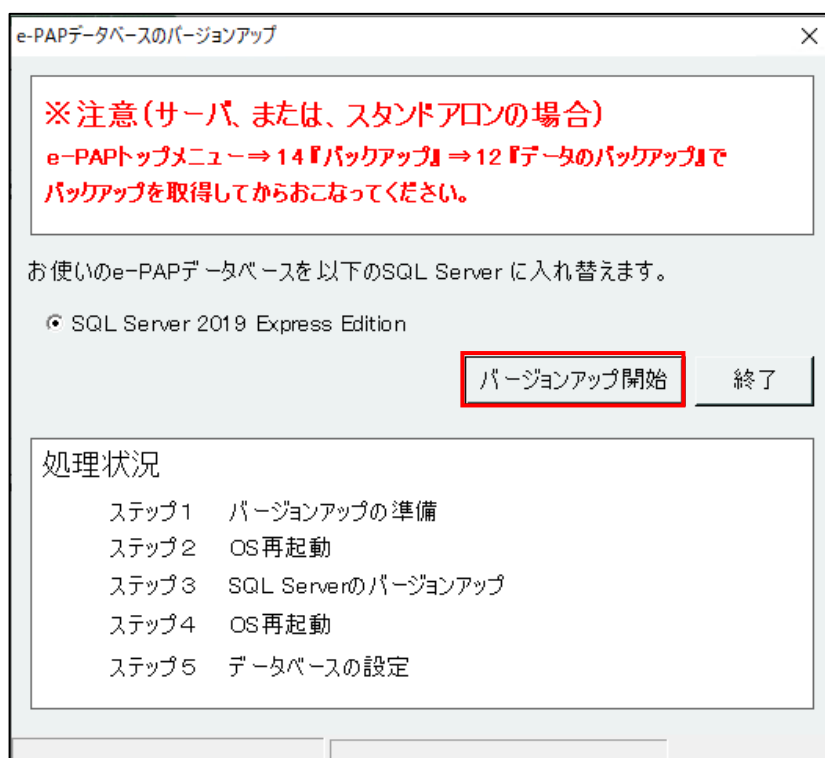 e-PAPデータベースのバージョンアップ
※注意(サーバ、または、スタンドアロンの場合)
e-PAPトップメニュー⇒14『バックアップ』⇒12『データのバックアップ』で
バックアップを取得してからおこなってください。
お使いのe-PAPデータベースを以下のSQL Server に入れ替えます。
SQL Server 2019 Express Edition
バージョンアップ開始 終了
処理状況
ステップ1 バージョンアップの準備
ステップ2 OS再起動
ステップ3 SQL Serverのバージョンアップ
ステップ4 OS再起動
ステップ5 データベースの設定